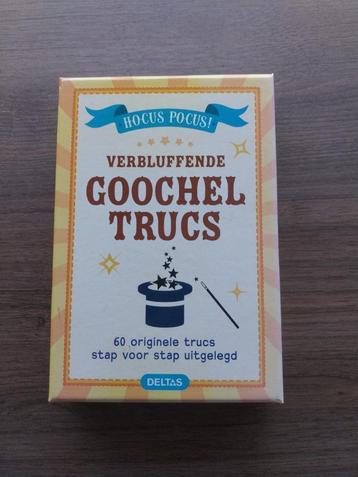 HOCUS POCUS!
VERBLUFFENDE
GOOCHEL
TRUCS
60 originele trucs
stap voor stap uitgelegd
DELTAS